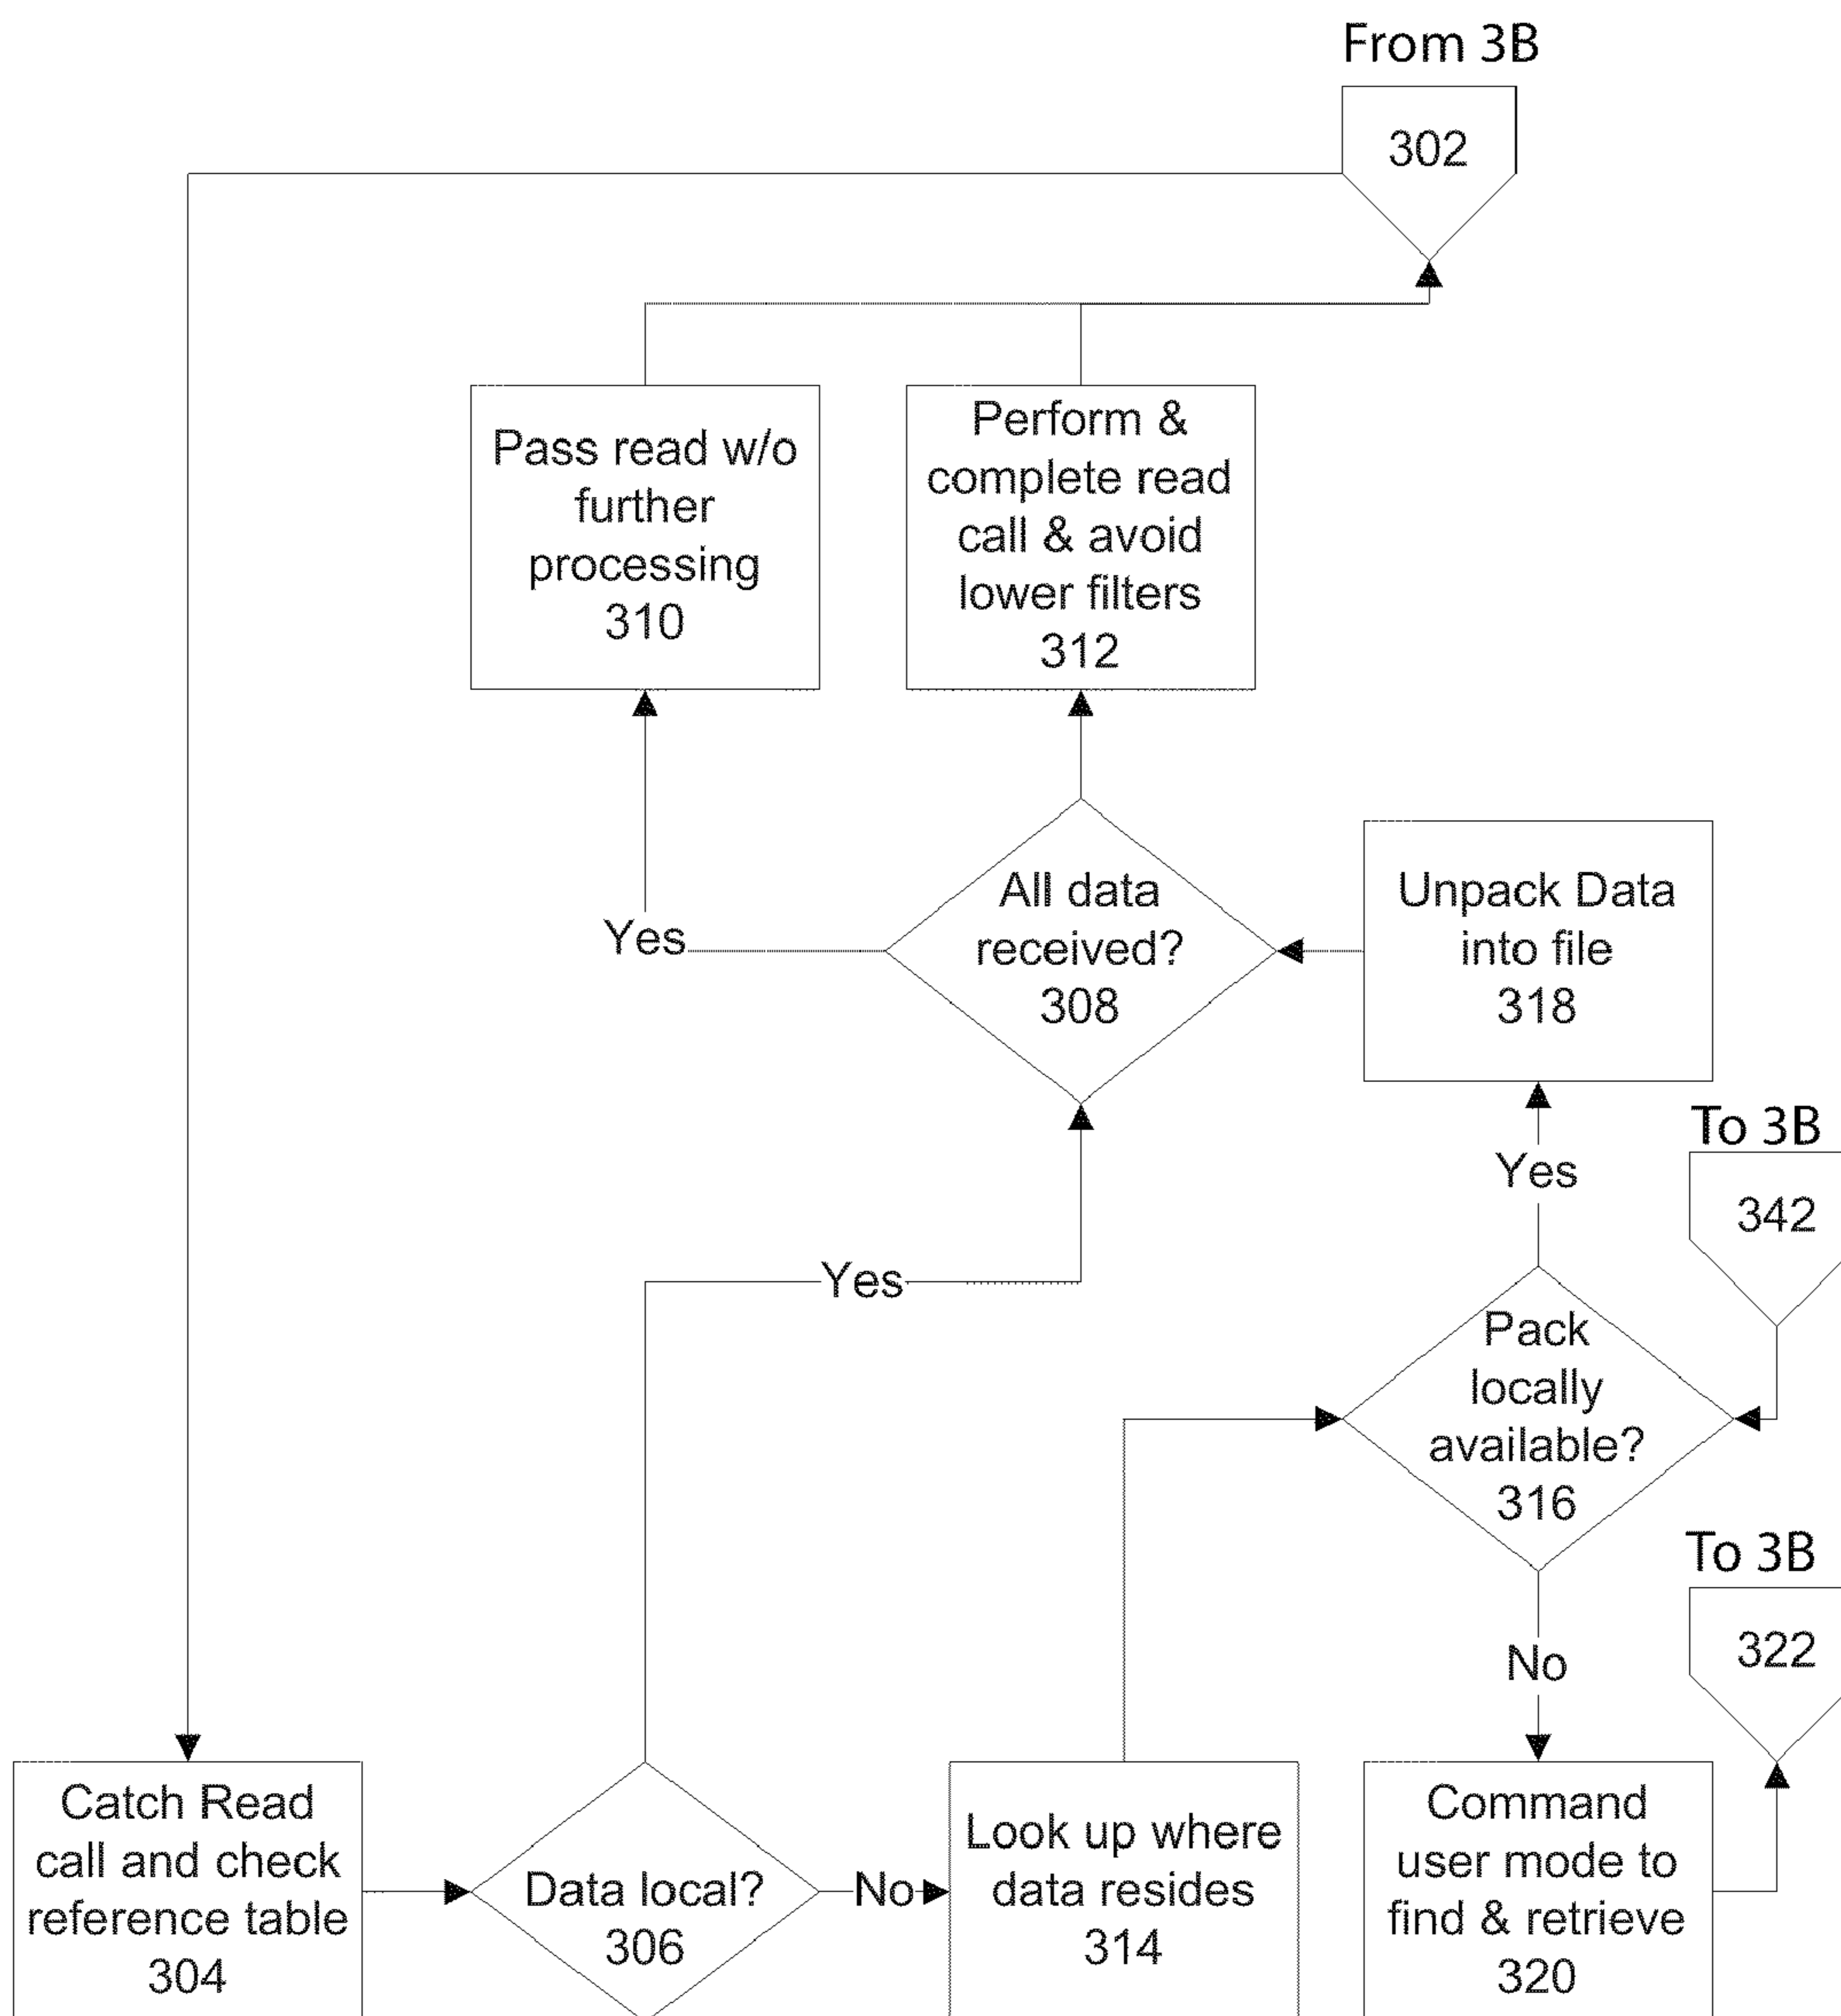 From 3B
302
Pass read w/o
further
processing
310
Perform &
complete read
call & avoid
lower filters
312
All data
received?
308
Yes
Unpack Data
into file
318
To 3B
342
Yes
Yes
Pack
locally
available?
316
To 3B
322
No
Catch Read
call and check
reference table
304
Data local?
306
No
Look up where
data resides
314
Command
user mode to
find & retrieve
320